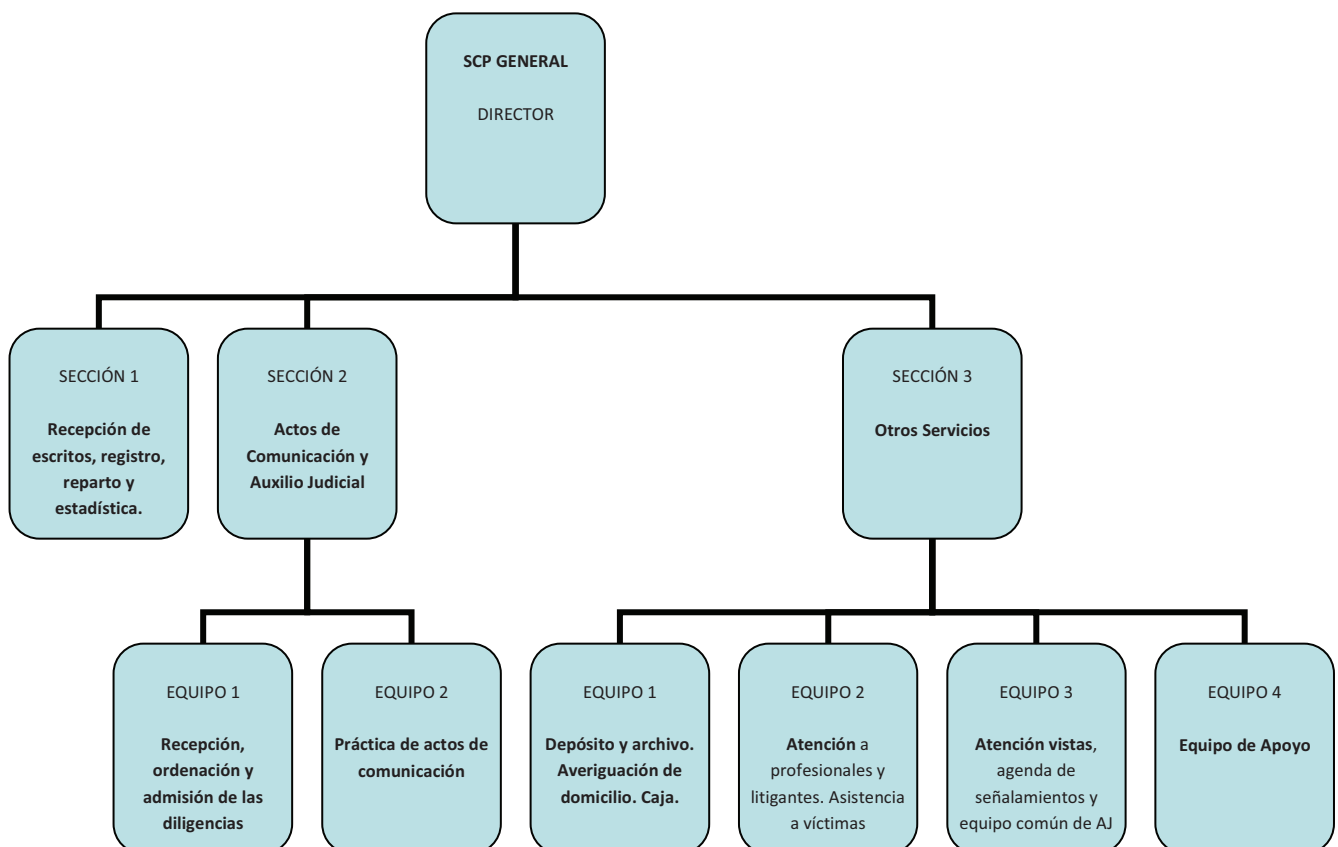 SCP GENERAL
DIRECTOR
SECCIÓN 1
Recepción de
escritos, registro,
reparto y
estadística.
SECCIÓN 2
Actos de
Comunicación y
Auxilio Judicial
SECCIÓN 3
Otros Servicios
EQUIPO 1
Recepción,
ordenación y
admisión de las
diligencias
EQUIPO 2
Práctica de actos de
comunicación
EQUIPO 1
Depósito y archivo.
Averiguación de
domicilio. Caja.
EQUIPO 2
Atención a
profesionales y
litigantes. Asistencia
a víctimas
EQUIPO 3
Atención vistas,
agenda de
señalamientos y
equipo común de AJ
EQUIPO 4
Equipo de Apoyo